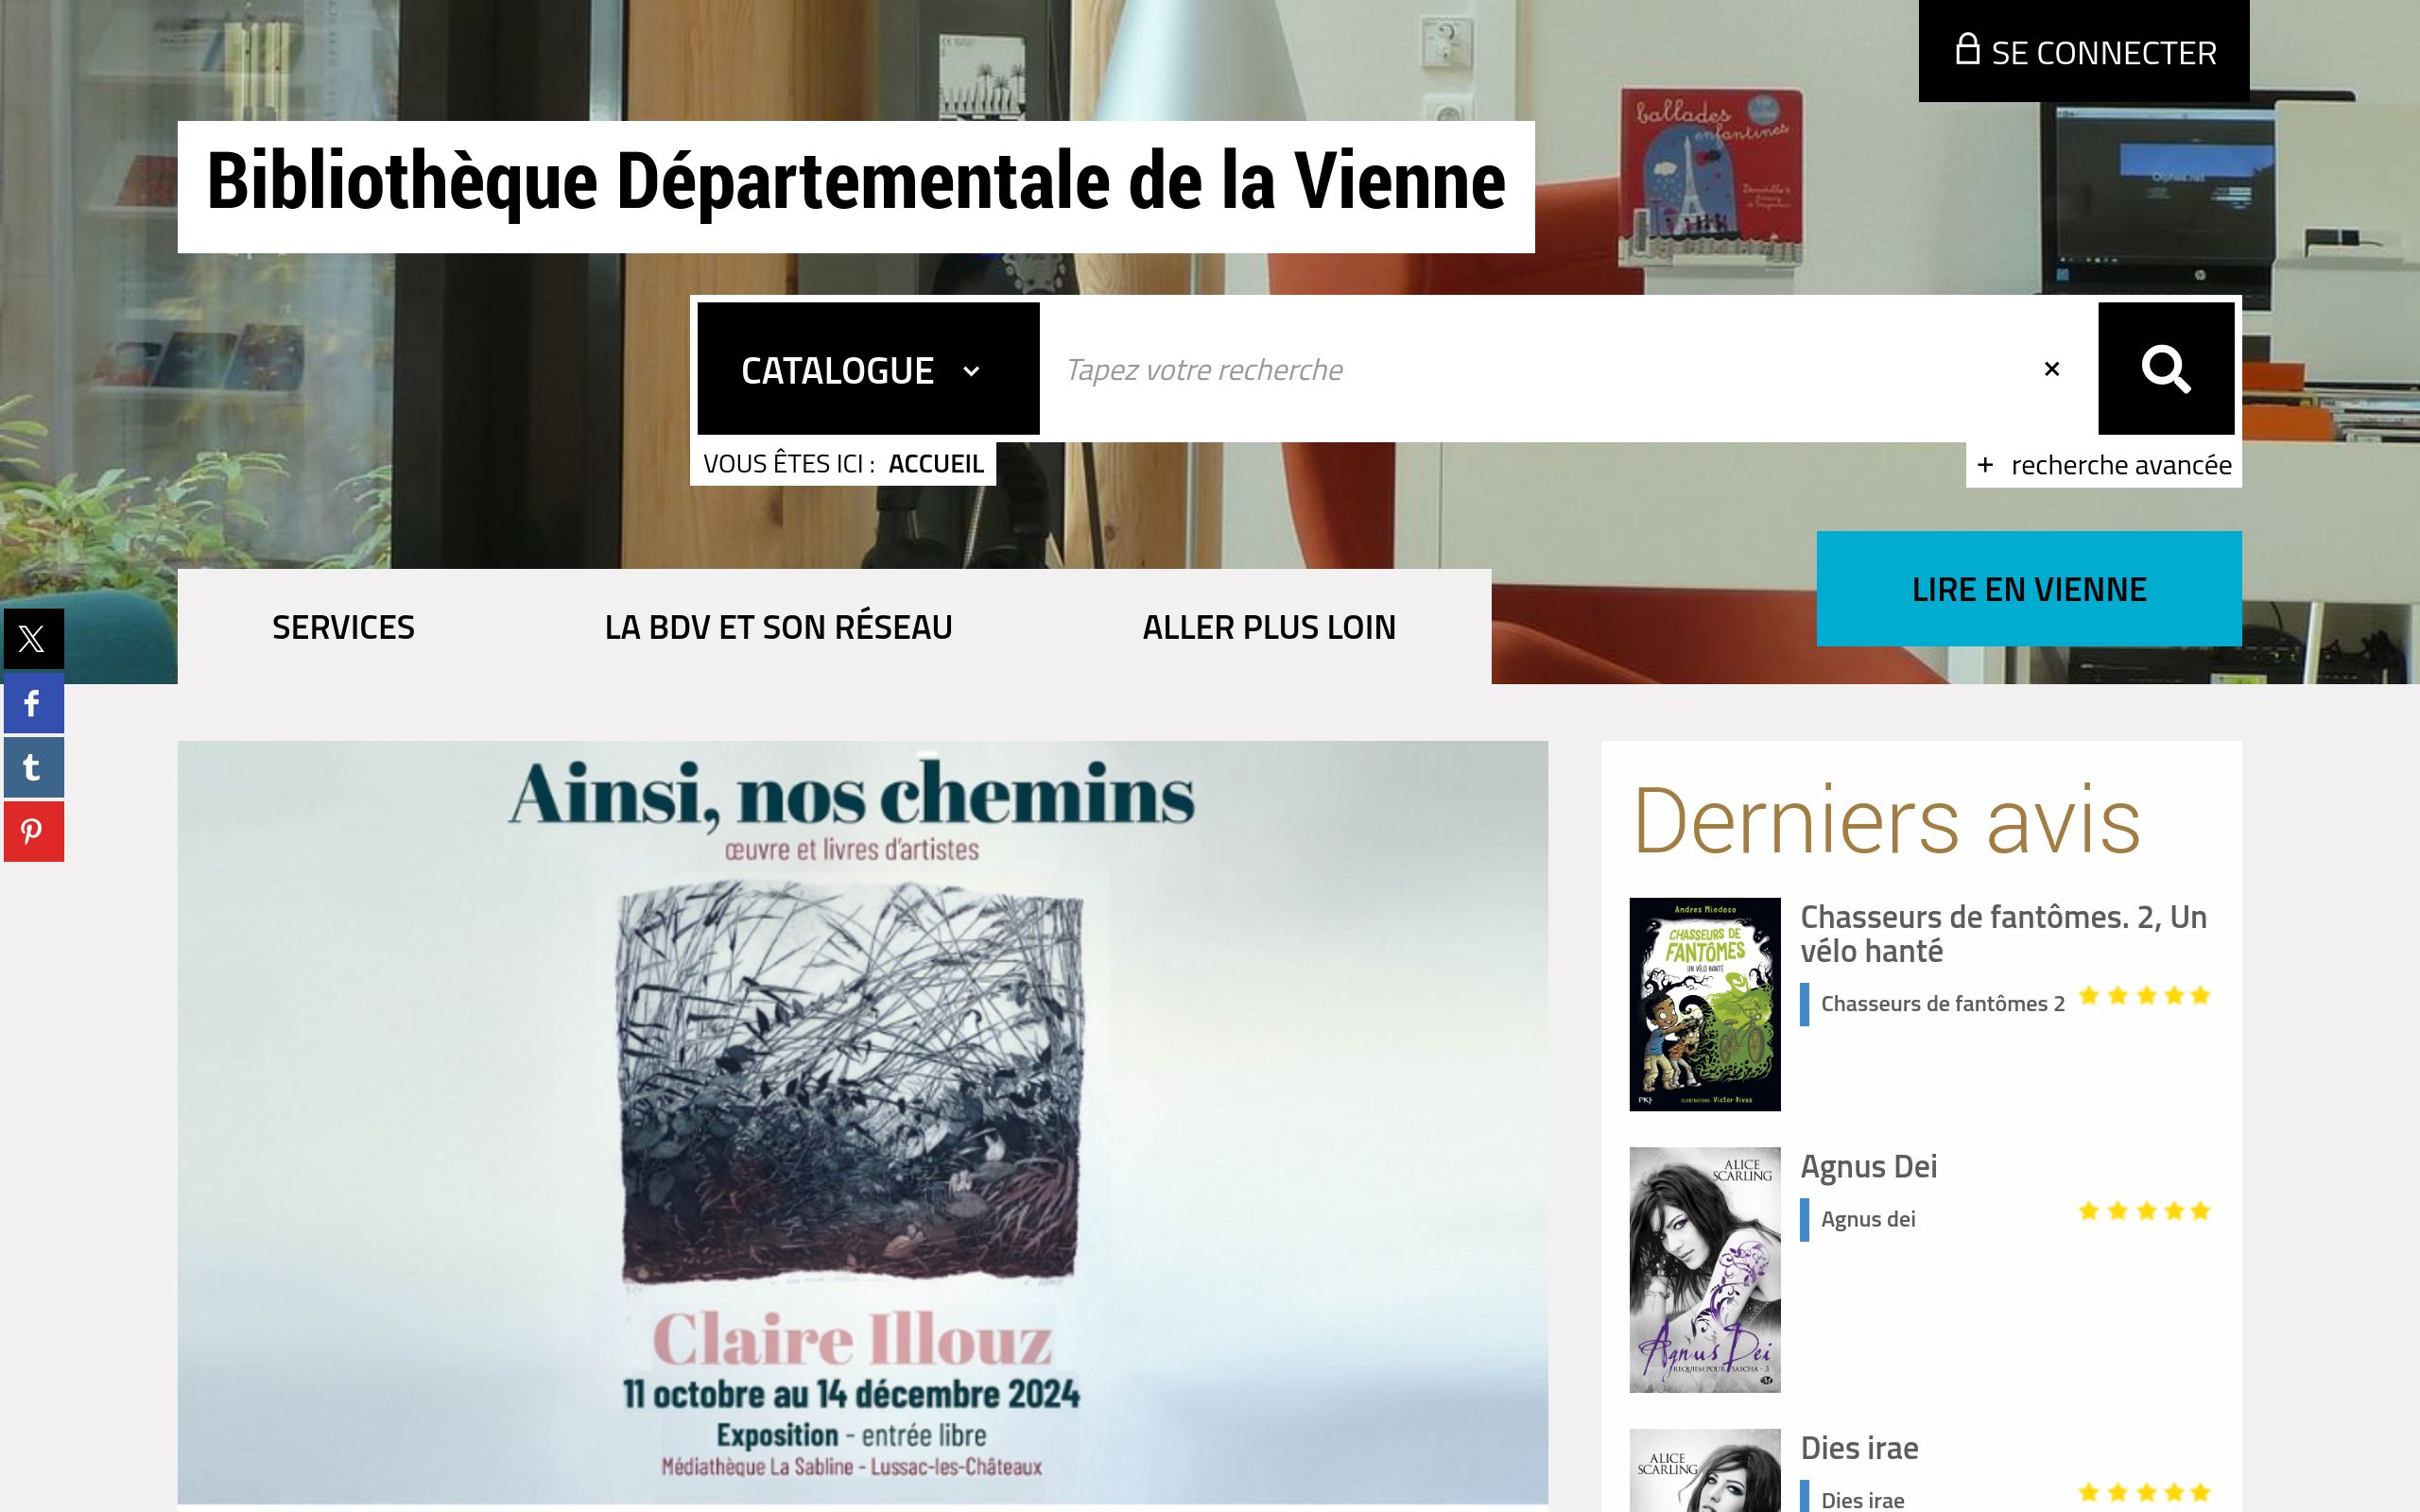 SE CONNECTER
ballades
enfantines
Bibliothèque Départementale de la Vienne
CATALOGUE
Tapez votre recherche
VOUS ÊTES ICI : ACCUEIL
+ recherche avancée
LIRE EN VIENNE
SERVICES
LA BDV ET SON RÉSEAU
ALLER PLUS LOIN
Ainsi, nos chemins
œuvre et livres d'artistes
Claire Illouz
11 octobre au 14 décembre 2024
Exposition - entrée libre
Médiathèque La Sabline - Lussac-les-Châteaux
Derniers avis
Andres Miedoso
CHASSEURS DE
FANTÔMES
UN VÉLO HANTÉ
PKJ
ILLUSTRATIONS Victor Rivas
Chasseurs de fantômes. 2, Un
vélo hanté
Chasseurs de fantômes 2
ALICE
SCARLING
Agnus Dei
REQUIEM POUR SASCHA - 3
Agnus Dei
Agnus dei
ALICE
SCARLING
Dies irae
Dies irae